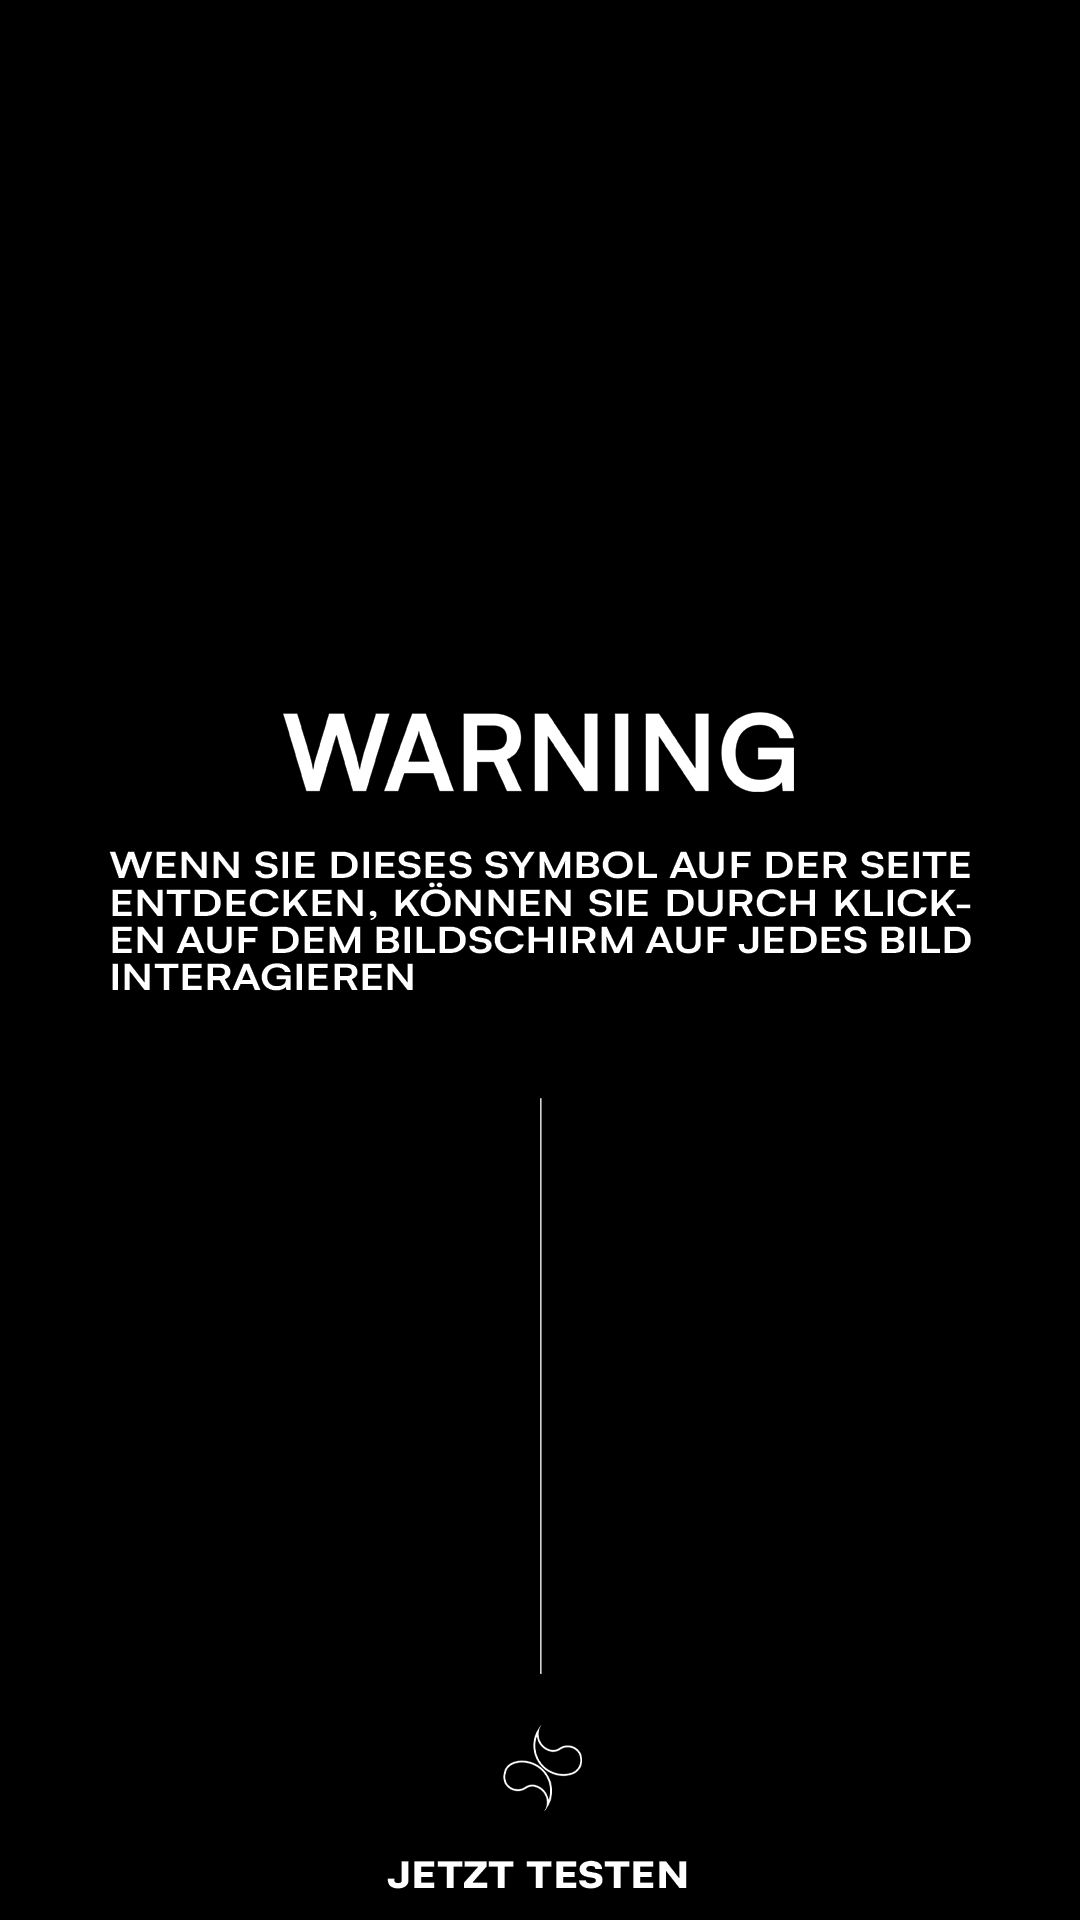 WARNING
WENN SIE DIESES SYMBOL AUF DER SEITE
ENTDECKEN, KÖNNEN SIE DURCH KLICK-
EN AUF DEM BILDSCHIRM AUF JEDES BILD
INTERAGIEREN
JETZT TESTEN